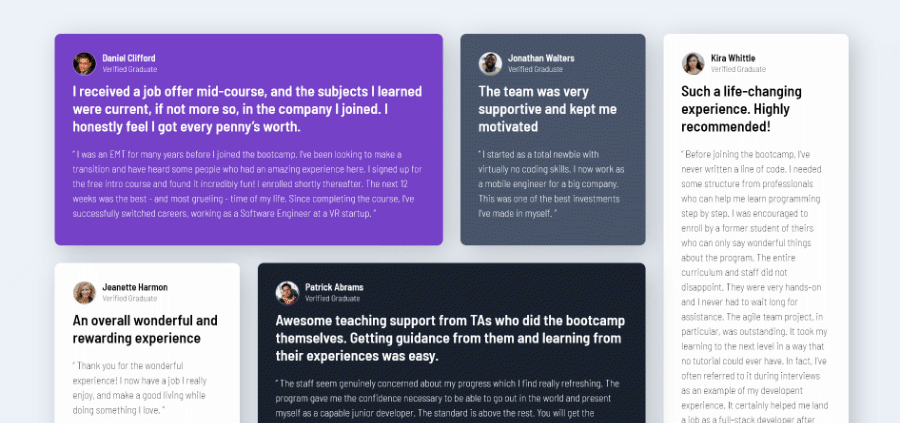 Daniel Clifford
Verified Graduate
I received a job offer mid-course, and the subjects I learned
were current, if not more so, in the company I joined. I
honestly feel I got every penny's worth.
“ I was an EMT for many years before I joined the bootcamp. I've been looking to make a
transition and have heard some people who had an amazing experience here. I signed up for
the free intro course and found it incredibly fun! I enrolled shortly thereafter. The next 12
weeks was the best - and most grueling - time of my life. Since completing the course, I've
successfully switched careers, working as a Software Engineer at a VR startup. ”
Jonathan Walters
Verified Graduate
The team was very
supportive and kept me
motivated
“ I started as a total newbie with
virtually no coding skills. I now work as
a mobile engineer for a big company.
This was one of the best investments
I've made in myself. ”
Kira Whittle
Verified Graduate
Such a life-changing
experience. Highly
recommended!
“ Before joining the bootcamp, I've
never written a line of code. I needed
some structure from professionals
who can help me learn programming
step by step. I was encouraged to
enroll by a former student of theirs
who can only say wonderful things
about the program. The entire
curriculum and staff did not
disappoint. They were very hands-on
and I never had to wait long for
assistance. The agile team project, in
particular, was outstanding. It took my
learning to the next level in a way that
no tutorial could ever have. In fact, I've
often referred to it during interviews
as an example of my developent
experience. It certainly helped me land
a job as a full-stack developer after
Jeanette Harmon
Verified Graduate
An overall wonderful and
rewarding experience
“ Thank you for the wonderful
experience! I now have a job I really
enjoy, and make a good living while
doing something I love. ”
Patrick Abrams
Verified Graduate
Awesome teaching support from TAs who did the bootcamp
themselves. Getting guidance from them and learning from
their experiences was easy.
“ The staff seem genuinely concerned about my progress which I find really refreshing. The
program gave me the confidence necessary to be able to go out in the world and present
myself as a capable junior developer. The standard is above the rest. You will get the